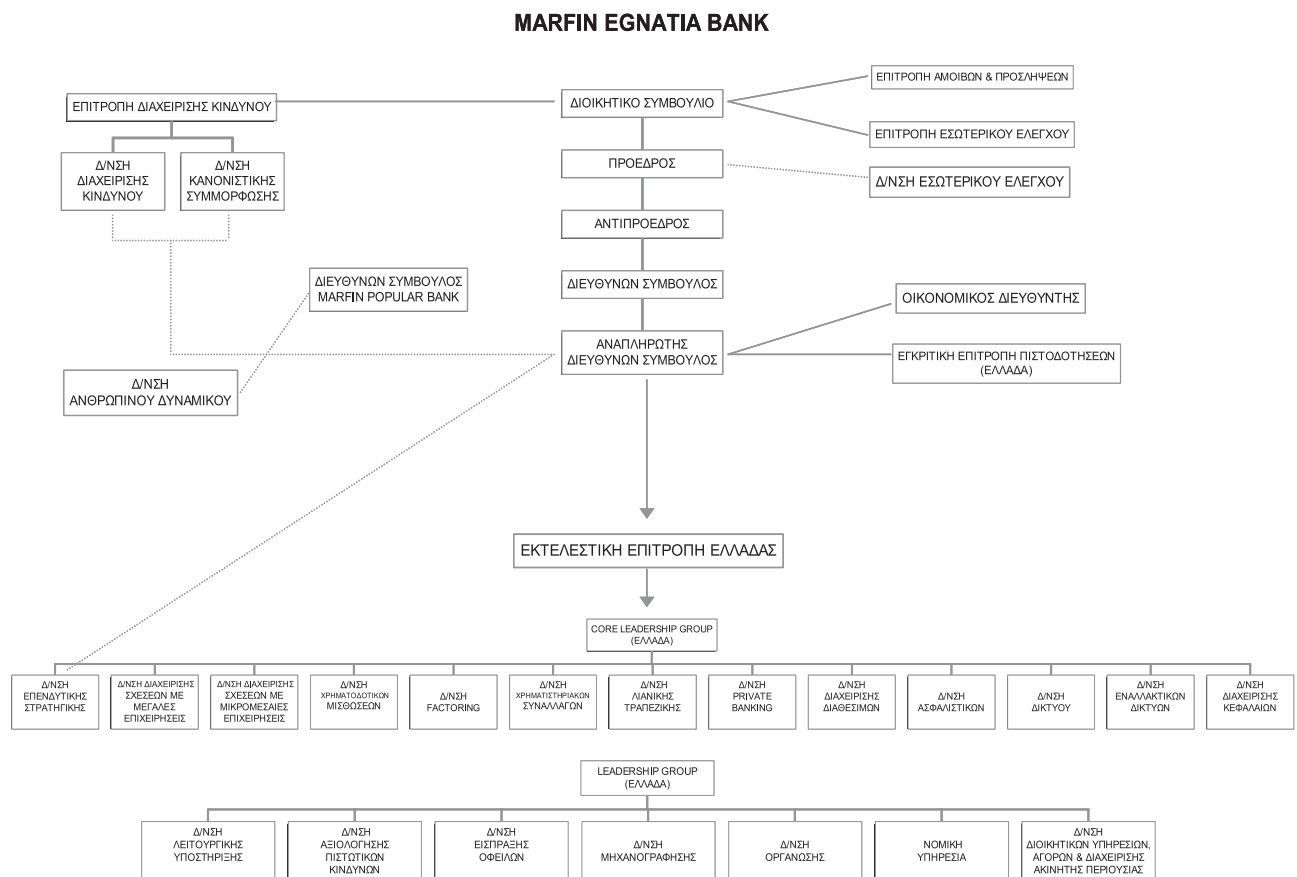 MARFIN EGNATIA BANK
ΕΠΙΤΡΟΠΗ ΑΜΟΙΒΩΝ & ΠΡΟΣΛΗΨΕΩΝ
ΕΠΙΤΡΟΠΗ ΔΙΑΧΕΙΡΙΣΗΣ ΚΙΝΔΥΝΟΥ
ΔΙΟΙΚΗΤΙΚΟ ΣΥΜΒΟΥΛΙΟ
ΕΠΙΤΡΟΠΗ ΕΣΩΤΕΡΙΚΟΥ ΕΛΕΓΧΟΥ
Δ/ΝΣΗ
ΔΙΑΧΕΙΡΙΣΗΣ
ΚΙΝΔΥΝΟΥ
Δ/ΝΣΗ
ΚΑΝΟΝΙΣΤΙΚΗΣ
ΣΥΜΜΟΡΦΩΣΗΣ
ΠΡΟΕΔΡΟΣ
Δ/ΝΣΗ ΕΣΩΤΕΡΙΚΟΥ ΕΛΕΓΧΟΥ
ΑΝΤΙΠΡΟΕΔΡΟΣ
ΔΙΕΥΘΥΝΩΝ ΣΥΜΒΟΥΛΟΣ
MARFIN POPULAR BANK
ΔΙΕΥΘΥΝΩΝ ΣΥΜΒΟΥΛΟΣ
ΟΙΚΟΝΟΜΙΚΟΣ ΔΙΕΥΘΥΝΤΗΣ
ΑΝΑΠΛΗΡΩΤΗΣ
ΔΙΕΥΘΥΝΩΝ ΣΥΜΒΟΥΛΟΣ
ΕΓΚΡΙΤΙΚΗ ΕΠΙΤΡΟΠΗ ΠΙΣΤΟΔΟΤΗΣΕΩΝ
(ΕΛΛΑΔΑ)
Δ/ΝΣΗ
ΑΝΘΡΩΠΙΝΟΥ ΔΥΝΑΜΙΚΟΥ
ΕΚΤΕΛΕΣΤΙΚΗ ΕΠΙΤΡΟΠΗ ΕΛΛΑΔΑΣ
CORE LEADERSHIP GROUP
(ΕΛΛΑΔΑ)
Δ/ΝΣΗ
ΕΠΕΝΔΥΤΙΚΗΣ
ΣΤΡΑΤΗΓΙΚΗΣ
Δ/ΝΣΗ ΔΙΑΧΕΙΡΙΣΗΣ
ΣΧΕΣΕΩΝ ΜΕ
ΜΕΓΑΛΕΣ
ΕΠΙΧΕΙΡΗΣΕΙΣ
Δ/ΝΣΗ ΔΙΑΧΕΙΡΙΣΗΣ
ΣΧΕΣΕΩΝ ΜΕ
ΜΙΚΡΟΜΕΣΑΙΕΣ
ΕΠΙΧΕΙΡΗΣΕΙΣ
Δ/ΝΣΗ
ΧΡΗΜΑΤΟΔΟΤΙΚΩΝ
ΜΙΣΘΩΣΕΩΝ
Δ/ΝΣΗ
FACTORING
Δ/ΝΣΗ
ΧΡΗΜΑΤΙΣΤΗΡΙΑΚΩΝ
ΣΥΝΑΛΛΑΓΩΝ
Δ/ΝΣΗ
ΛΙΑΝΙΚΗΣ
ΤΡΑΠΕΖΙΚΗΣ
Δ/ΝΣΗ
PRIVATE
BANKING
Δ/ΝΣΗ
ΔΙΑΧΕΙΡΙΣΗΣ
ΔΙΑΘΕΣΙΜΩΝ
Δ/ΝΣΗ
ΑΣΦΑΛΙΣΤΙΚΩΝ
Δ/ΝΣΗ
ΔΙΚΤΥΟΥ
Δ/ΝΣΗ
ΕΝΑΛΛΑΚΤΙΚΩΝ
ΔΙΚΤΥΩΝ
Δ/ΝΣΗ
ΔΙΑΧΕΙΡΙΣΗΣ
ΚΕΦΑΛΑΙΩΝ
LEADERSHIP GROUP
(ΕΛΛΑΔΑ)
Δ/ΝΣΗ
ΛΕΙΤΟΥΡΓΙΚΗΣ
ΥΠΟΣΤΗΡΙΞΗΣ
Δ/ΝΣΗ
ΑΞΙΟΛΟΓΗΣΗΣ
ΠΙΣΤΩΤΙΚΩΝ
ΚΙΝΔΥΝΩΝ
Δ/ΝΣΗ
ΕΙΣΠΡΑΞΗΣ
ΟΦΕΙΛΩΝ
Δ/ΝΣΗ
ΜΗΧΑΝΟΓΡΑΦΗΣΗΣ
Δ/ΝΣΗ
ΟΡΓΑΝΩΣΗΣ
ΝΟΜΙΚΗ
ΥΠΗΡΕΣΙΑ
Δ/ΝΣΗ
ΔΙΟΙΚΗΤΙΚΩΝ ΥΠΗΡΕΣΙΩΝ,
ΑΓΟΡΩΝ & ΔΙΑΧΕΙΡΙΣΗΣ
ΑΚΙΝΗΤΗΣ ΠΕΡΙΟΥΣΙΑΣ